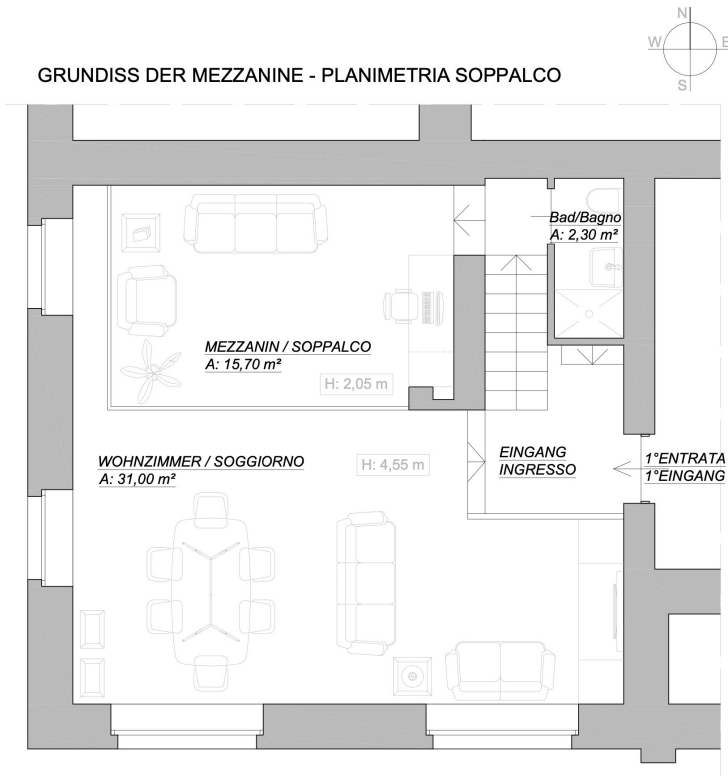 N
W E
S
GRUNDISS DER MEZZANINE - PLANIMETRIA SOPPALCO
Bad/Bagno
A: 2,30 m²
MEZZANIN / SOPPALCO
A: 15,70 m²
H: 2,05 m
WOHNZIMMER / SOGGIORNO
A: 31,00 m²
H: 4,55 m
EINGANG
INGRESSO
1°ENTRATA
1°EINGANG